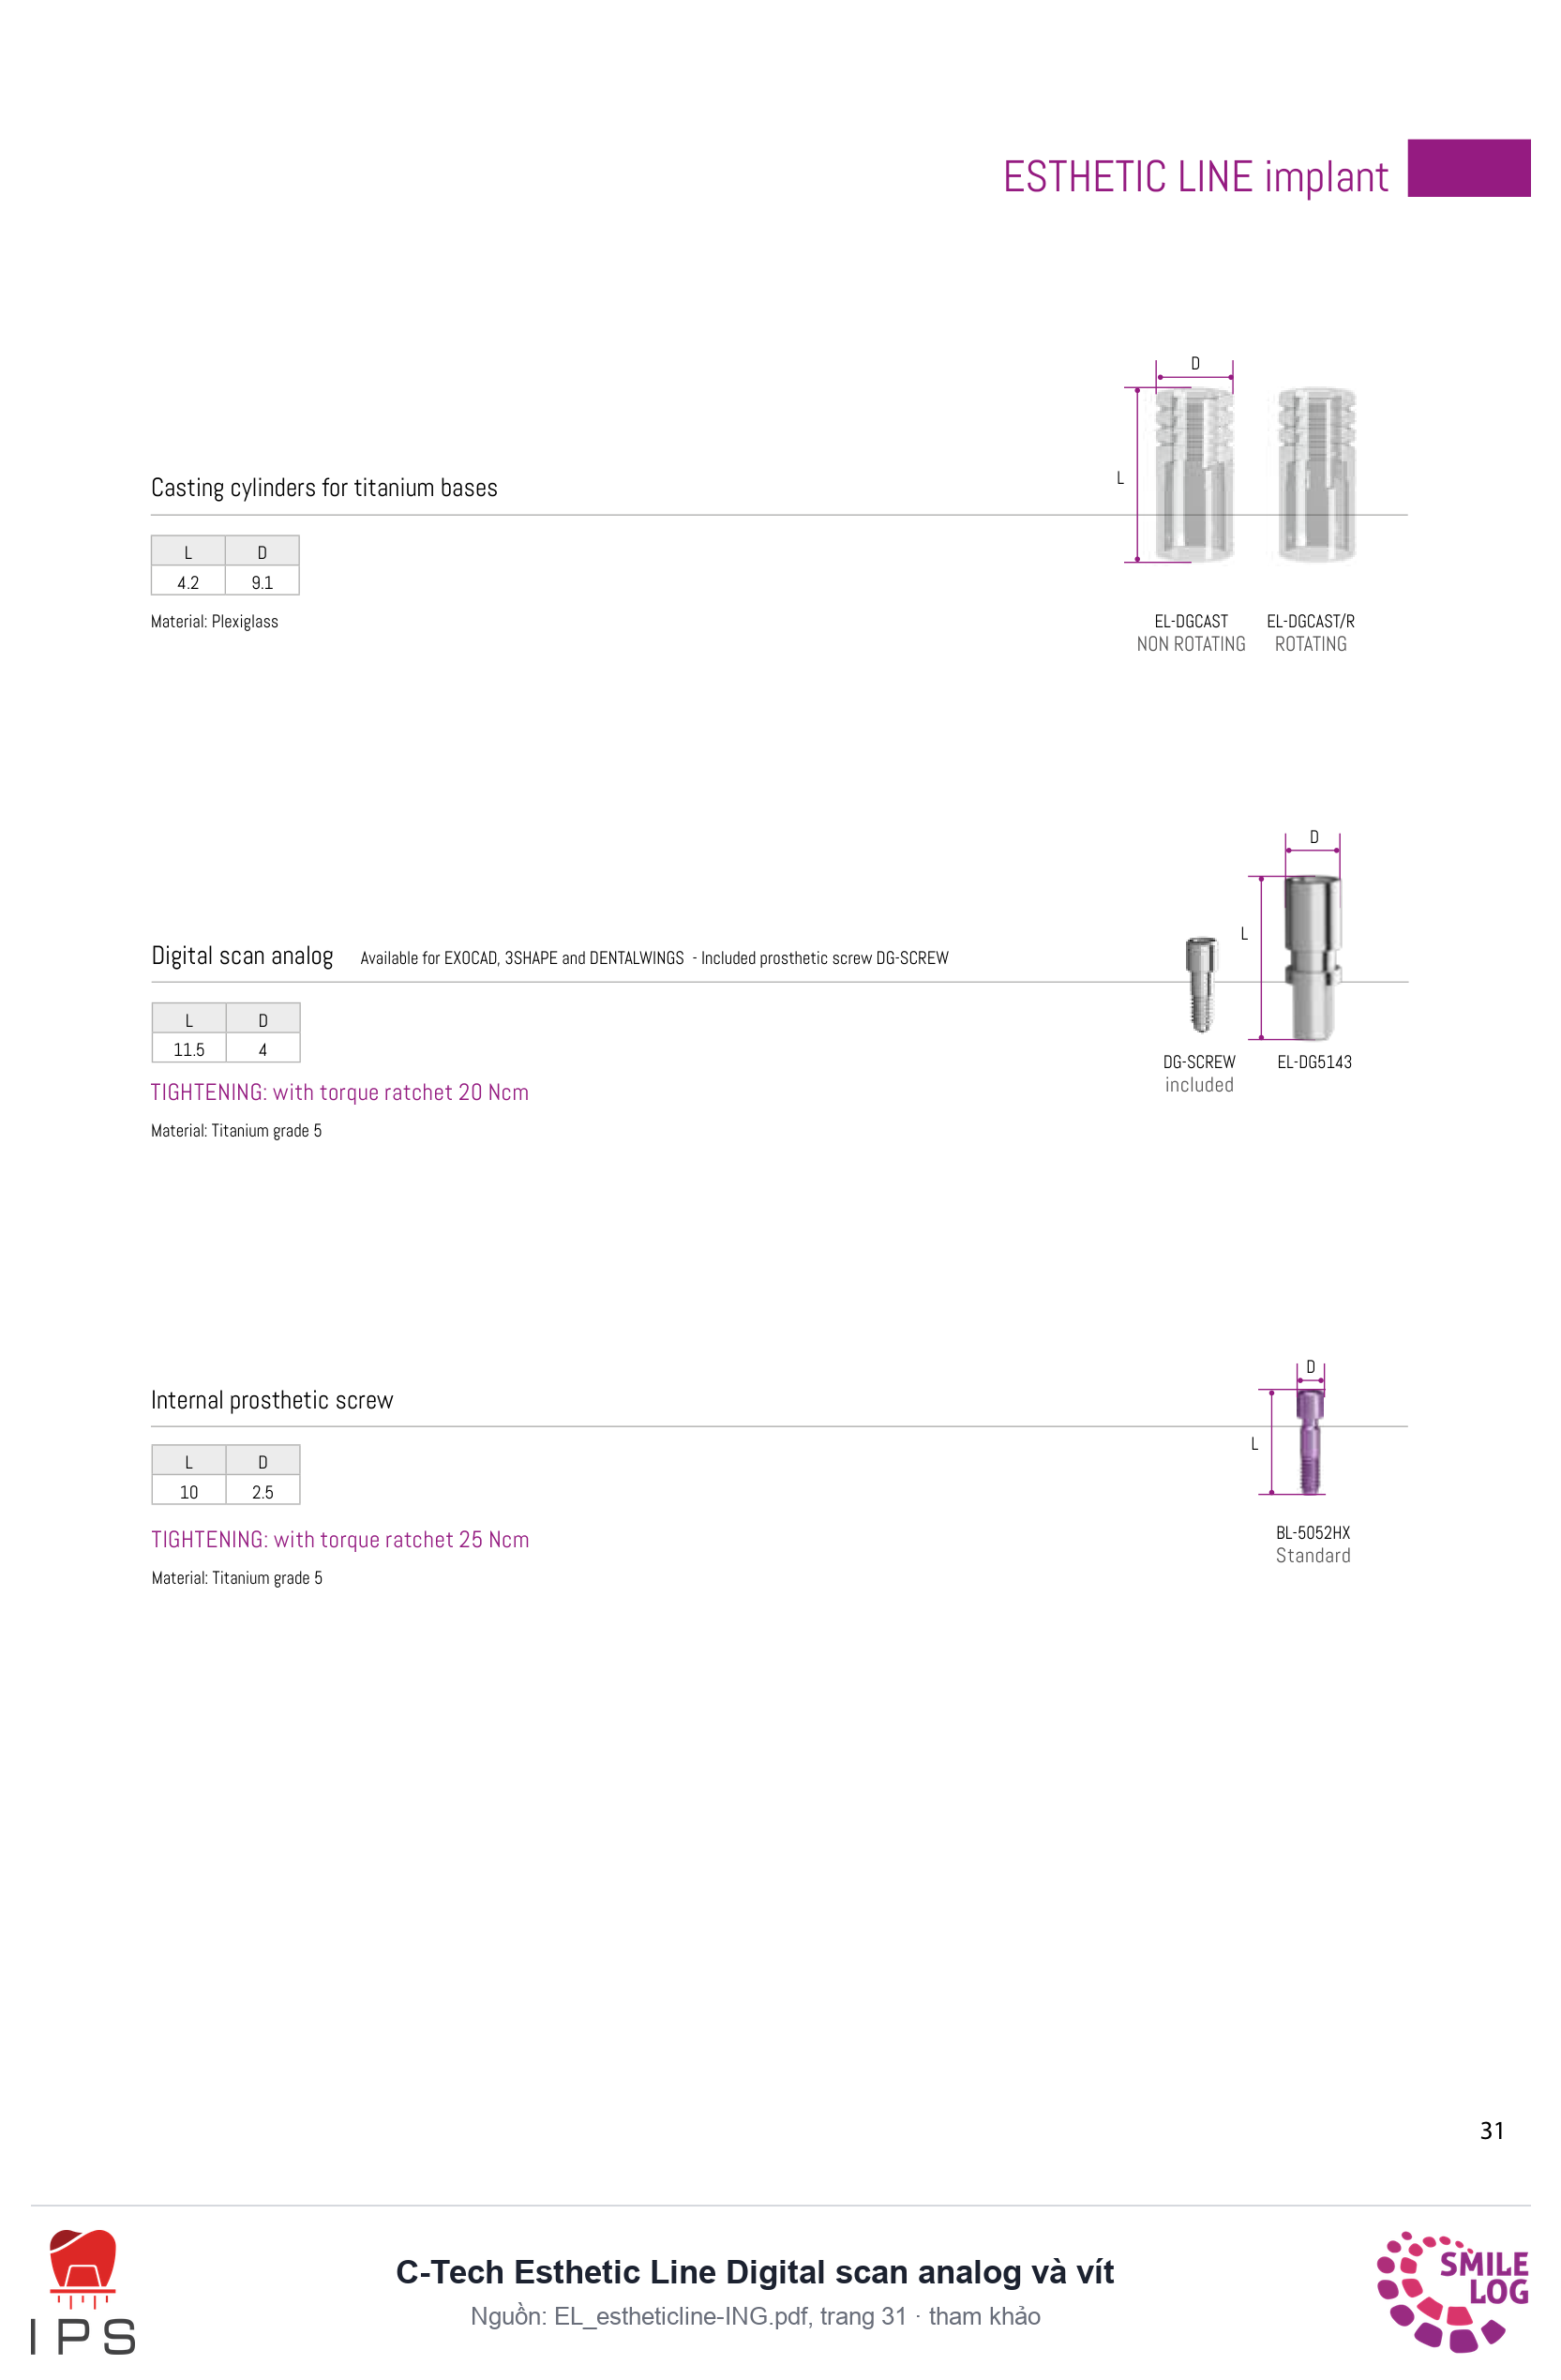 ESTHETIC LINE implant
D
L
Casting cylinders for titanium bases
L D
4.2 9.1
Material: Plexiglass
EL-DGCAST EL-DGCAST/R
NON ROTATING ROTATING
D
L
Digital scan analog Available for EXOCAD, 3SHAPE and DENTALWINGS - Included prosthetic screw DG-SCREW
L D
11.5 4
DG-SCREW EL-DG5143
included
TIGHTENING: with torque ratchet 20 Ncm
Material: Titanium grade 5
D
Internal prosthetic screw
L
L D
10 2.5
TIGHTENING: with torque ratchet 25 Ncm
BL-5052HX
Standard
Material: Titanium grade 5
31
IPS
C-Tech Esthetic Line Digital scan analog và vít
Nguồn: EL_estheticline-ING.pdf, trang 31 · tham khảo
SMILE
LOG